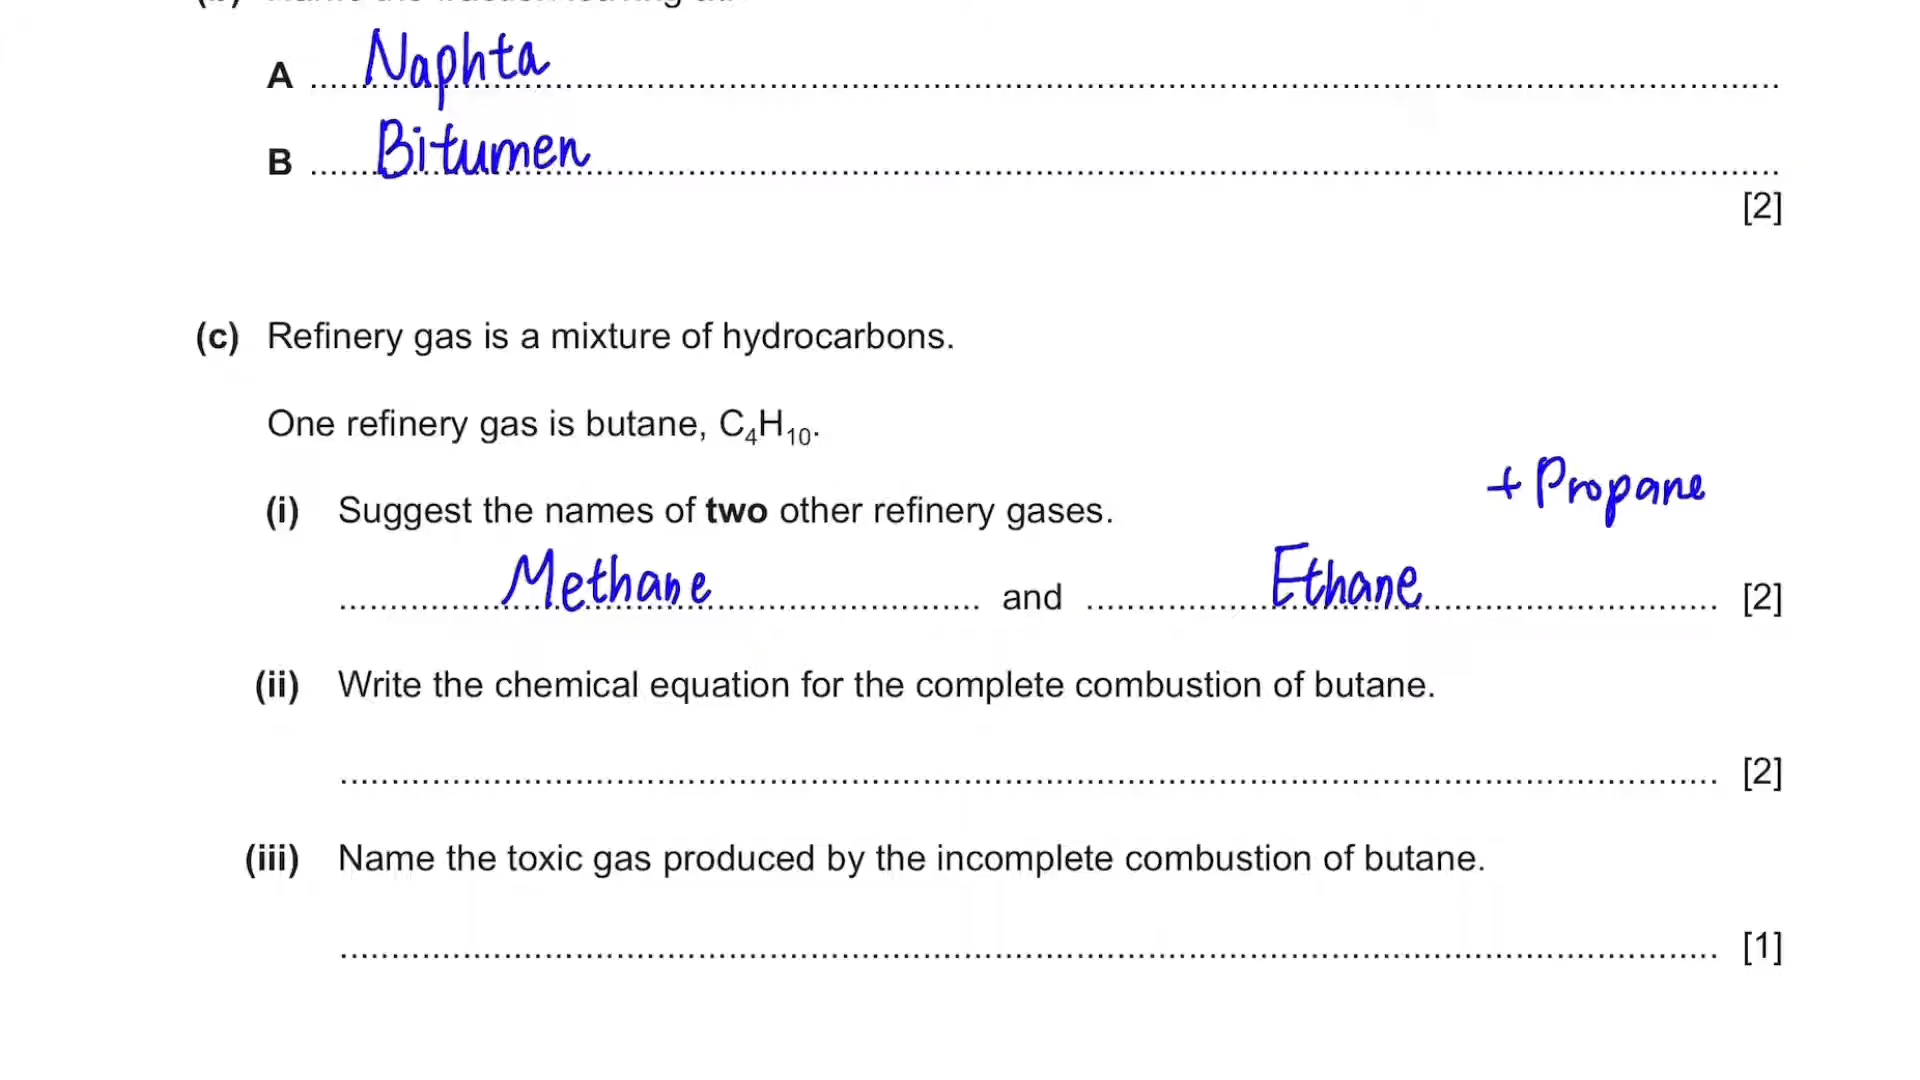 A Naphta
B Bitumen
[2]
(c) Refinery gas is a mixture of hydrocarbons.
One refinery gas is butane, C₄H₁₀.
+ Propane
(i) Suggest the names of two other refinery gases.
Methane and Ethane [2]
(ii) Write the chemical equation for the complete combustion of butane.
[2]
(iii) Name the toxic gas produced by the incomplete combustion of butane.
[1]